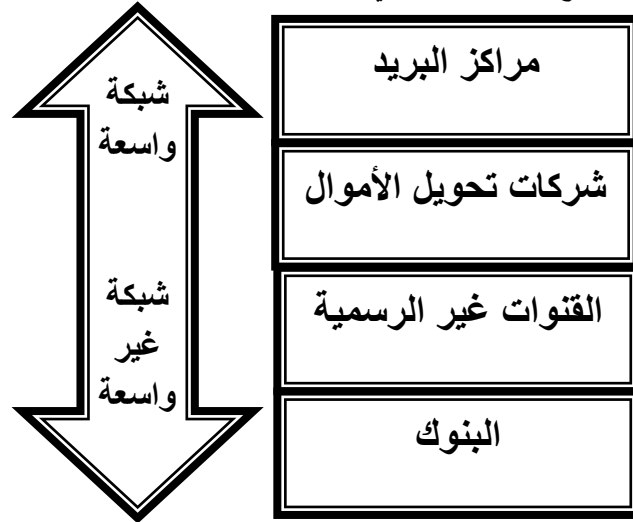 مراكز البريد
شركات تحويل الأموال
القنوات غير الرسمية
البنوك
شبكة
واسعة
شبكة
غير
واسعة